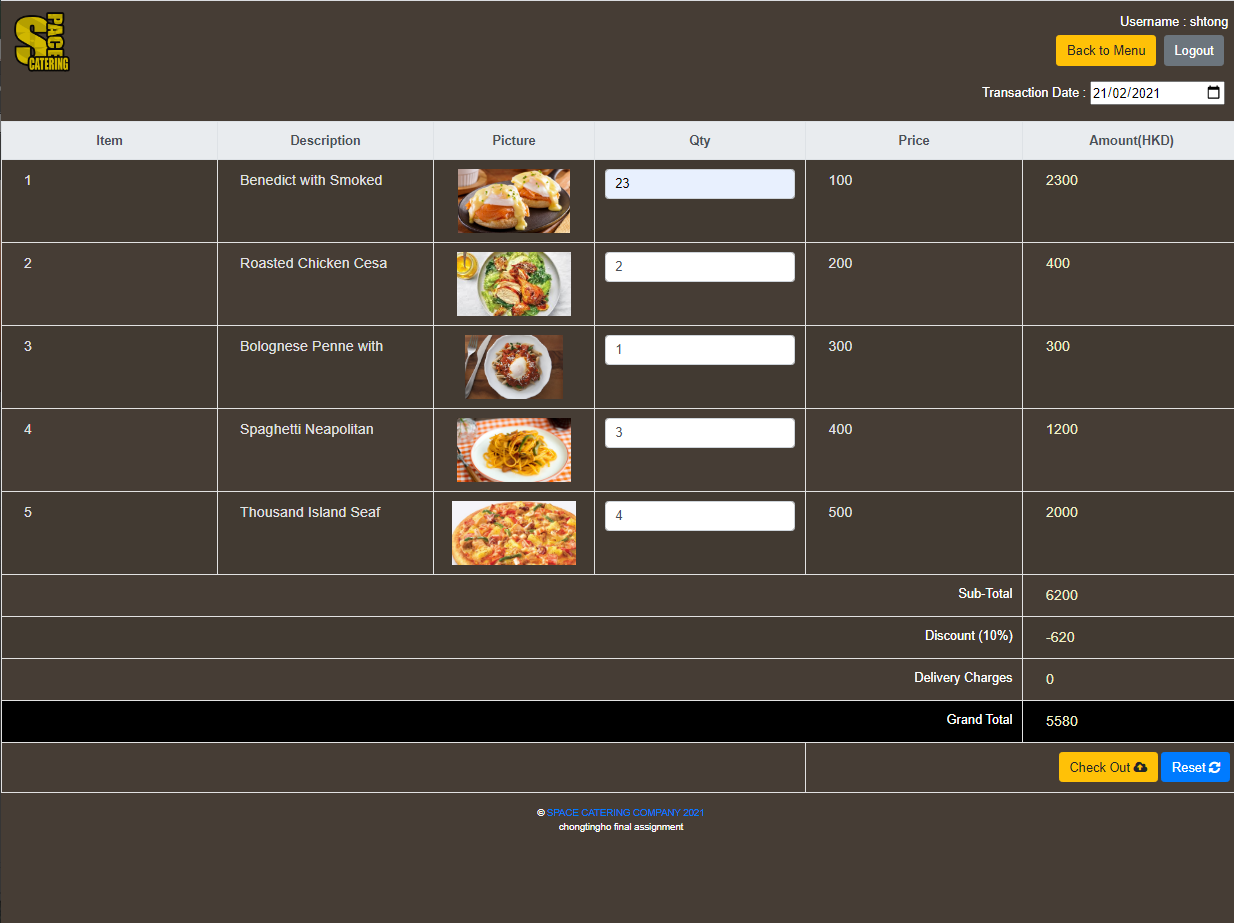 SPACE
CATERING
Username : shtong
Back to Menu Logout
Transaction Date : 21/02/2021
Item Description Picture Qty Price Amount(HKD)
1 Benedict with Smoked 23 100 2300
2 Roasted Chicken Cesa 2 200 400
3 Bolognese Penne with 1 300 300
4 Spaghetti Neapolitan 3 400 1200
5 Thousand Island Seaf 4 500 2000
Sub-Total 6200
Discount (10%) -620
Delivery Charges 0
Grand Total 5580
Check Out Reset
© SPACE CATERING COMPANY 2021
chongtingho final assignment